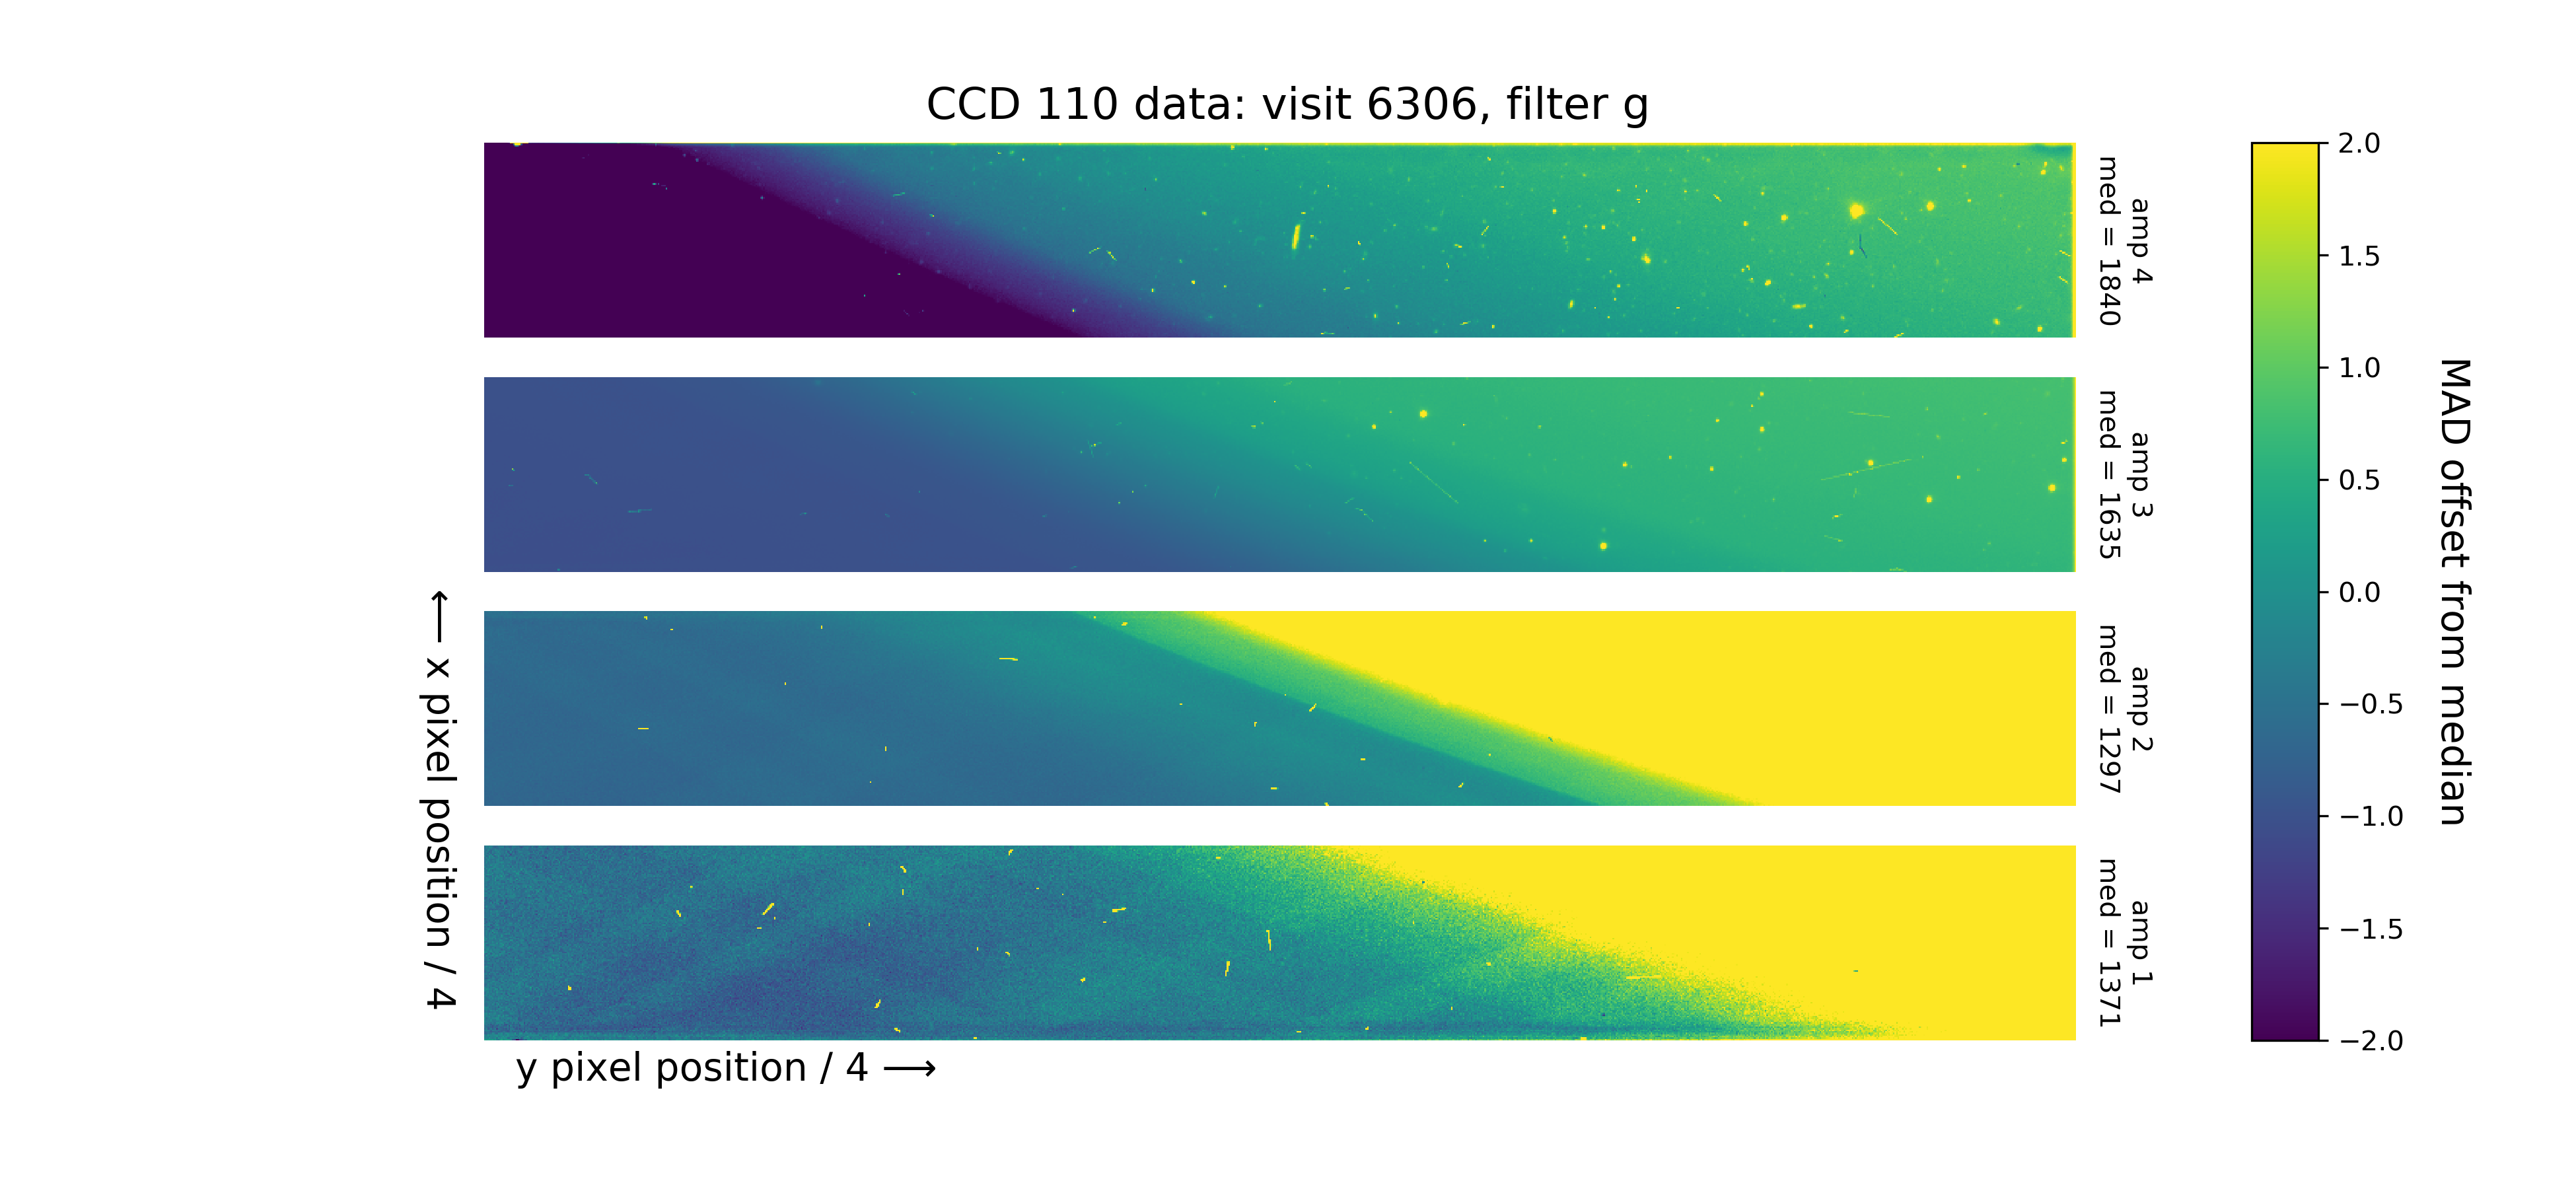 CCD 110 data: visit 6306, filter g
amp 4
med = 1840
amp 3
med = 1635
amp 2
med = 1297
amp 1
med = 1371
⟵ x pixel position / 4
y pixel position / 4 ⟶
2.0
1.5
1.0
0.5
0.0
−0.5
−1.0
−1.5
−2.0
MAD offset from median